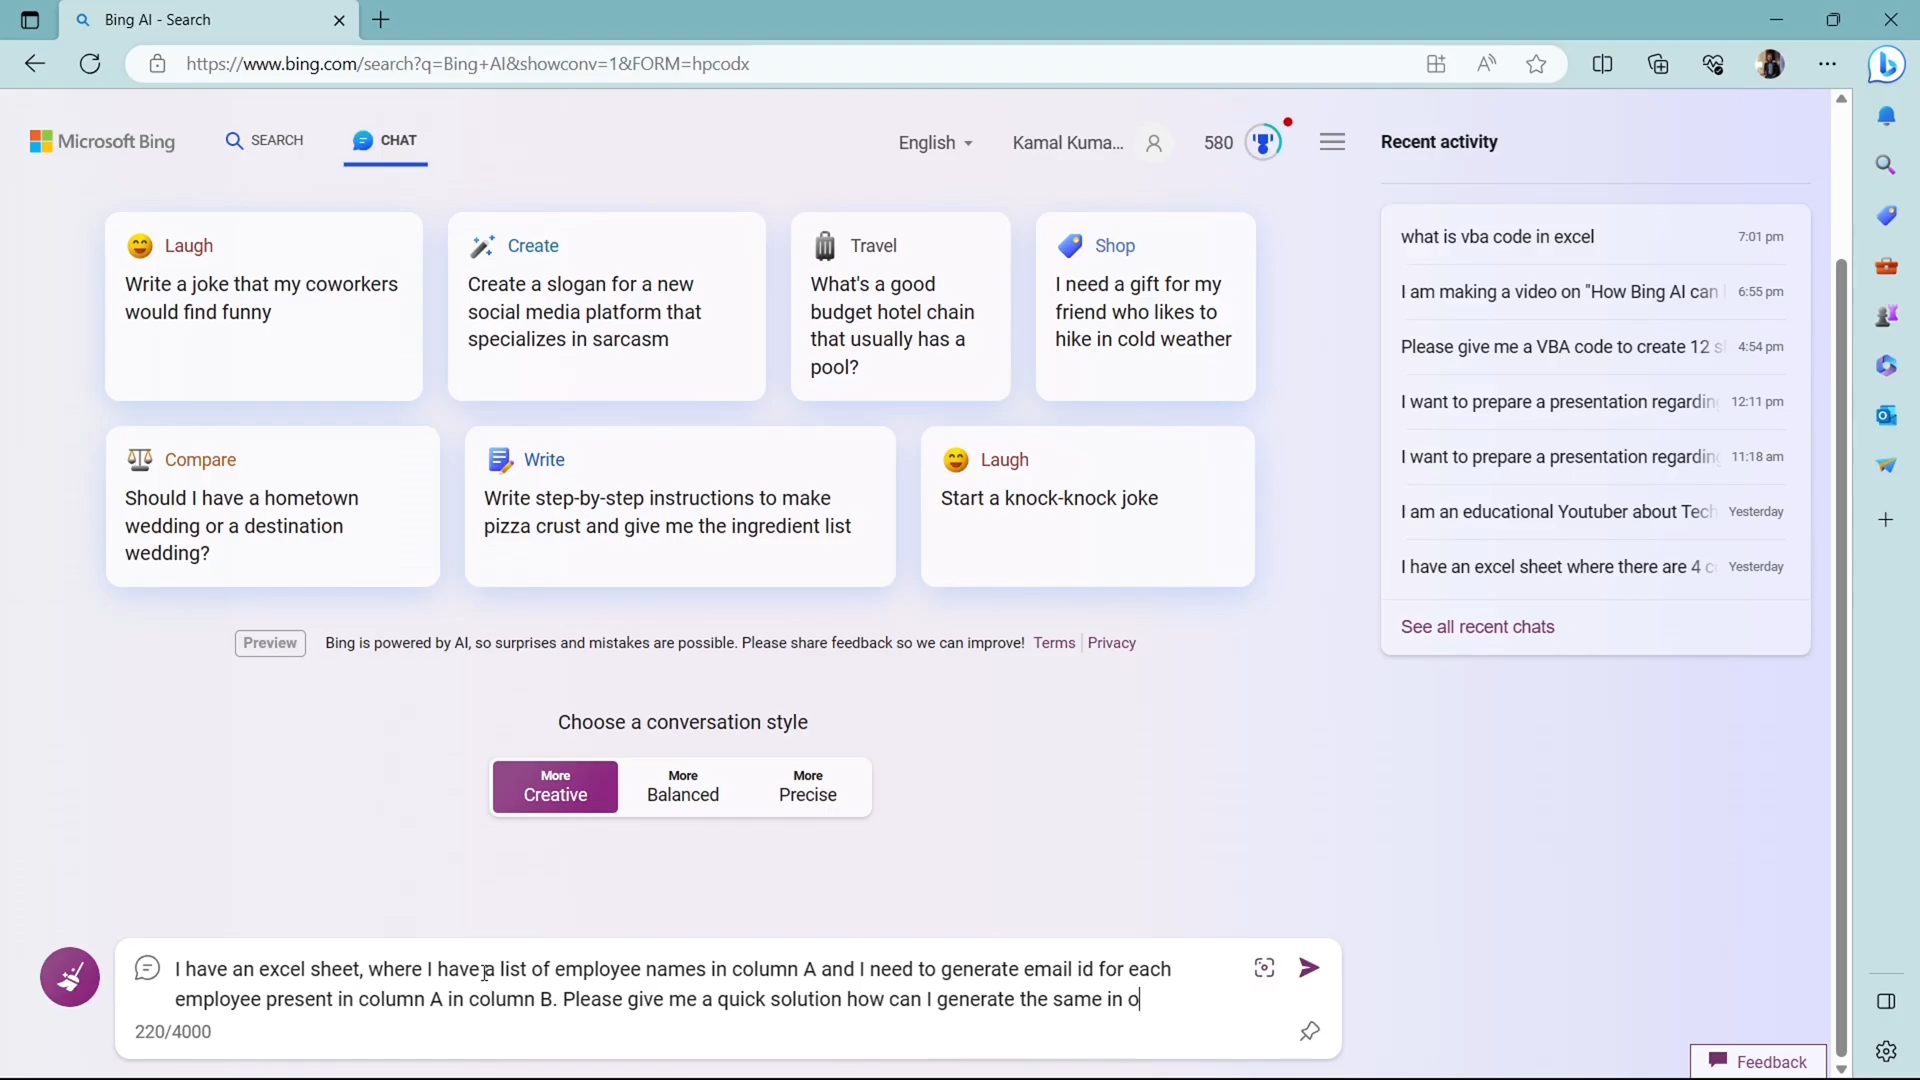 Bing AI - Search
https://www.bing.com/search?q=Bing+AI&showconv=1&FORM=hpcodx
Microsoft Bing
SEARCH
CHAT
English
Kamal Kuma...
580
Recent activity
Laugh
Write a joke that my coworkers
would find funny
Create
Create a slogan for a new
social media platform that
specializes in sarcasm
Travel
What's a good
budget hotel chain
that usually has a
pool?
Shop
I need a gift for my
friend who likes to
hike in cold weather
Compare
Should I have a hometown
wedding or a destination
wedding?
Write
Write step-by-step instructions to make
pizza crust and give me the ingredient list
Laugh
Start a knock-knock joke
what is vba code in excel 7:01 pm
I am making a video on "How Bing AI can 6:55 pm
Please give me a VBA code to create 12 4:54 pm
I want to prepare a presentation regarding 12:11 pm
I want to prepare a presentation regarding 11:18 am
I am an educational Youtuber about Tech Yesterday
I have an excel sheet where there are 4 Yesterday
See all recent chats
Preview Bing is powered by AI, so surprises and mistakes are possible. Please share feedback so we can improve! Terms Privacy
Choose a conversation style
More
Creative
More
Balanced
More
Precise
I have an excel sheet, where I have a list of employee names in column A and I need to generate email id for each
employee present in column A in column B. Please give me a quick solution how can I generate the same in o
220/4000
Feedback